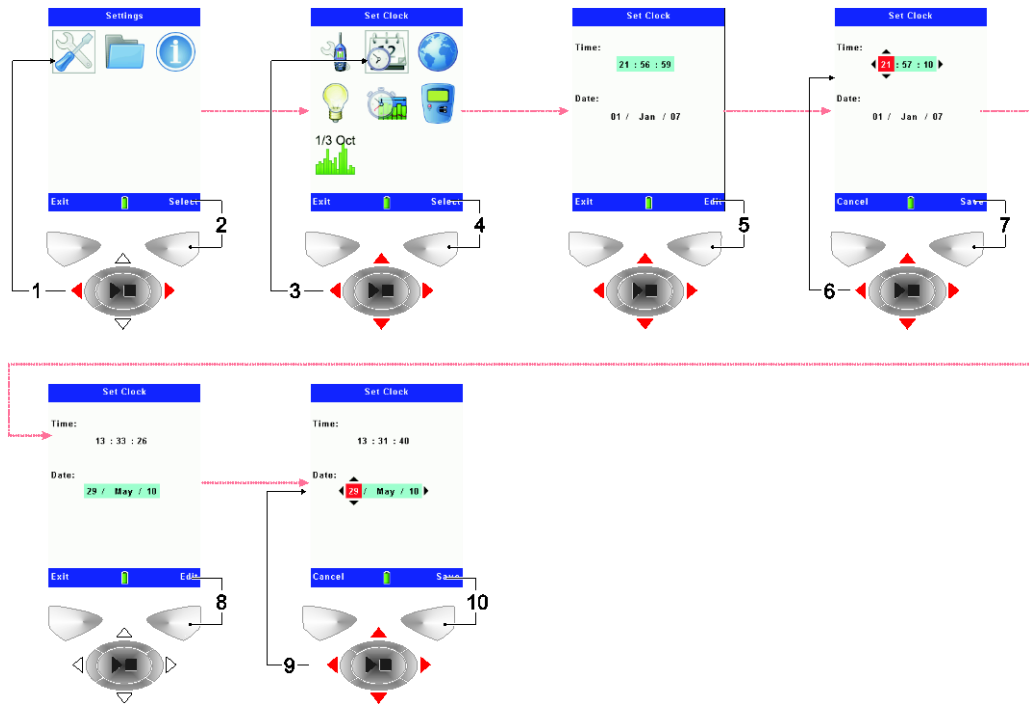 Settings
Exit
Select
2
1
Set Clock
12
1/3 Oct
Exit
Select
4
3
Set Clock
Time:
21 : 56 : 59
Date:
01 / Jan / 07
Exit
Edit
5
Set Clock
Time:
21 : 57 : 10
Date:
01 / Jan / 07
Cancel
Save
7
6
Set Clock
Time:
13 : 33 : 26
Date:
29 / May / 10
Exit
Edit
8
Set Clock
Time:
13 : 31 : 40
Date:
29 / May / 10
Cancel
Save
10
9